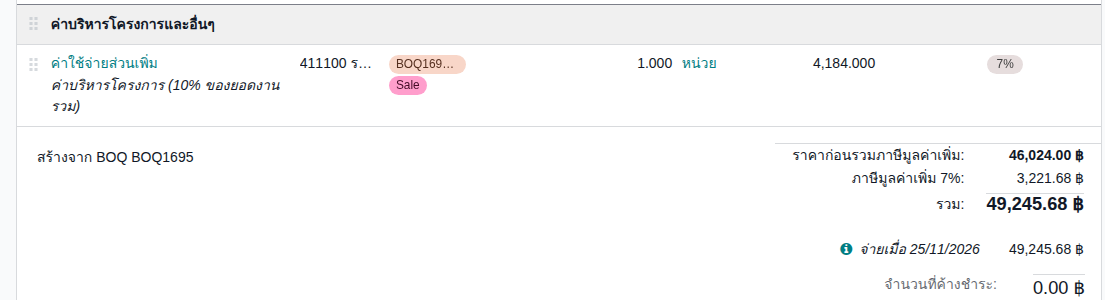 ค่าบริหารโครงการและอื่นๆ
ค่าใช้จ่ายส่วนเพิ่ม 411100 ร… BOQ169… 1.000 หน่วย 4,184.000 7%
ค่าบริหารโครงการ (10% ของยอดงาน Sale
รวม)
สร้างจาก BOQ BOQ1695 ราคาก่อนรวมภาษีมูลค่าเพิ่ม: 46,024.00 ฿
ภาษีมูลค่าเพิ่ม 7%: 3,221.68 ฿
รวม: 49,245.68 ฿
จ่ายเมื่อ 25/11/2026 49,245.68 ฿
จำนวนที่ค้างชำระ: 0.00 ฿